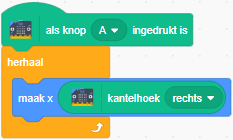 als knop A ingedrukt is
herhaal
maak x kantelhoek rechts